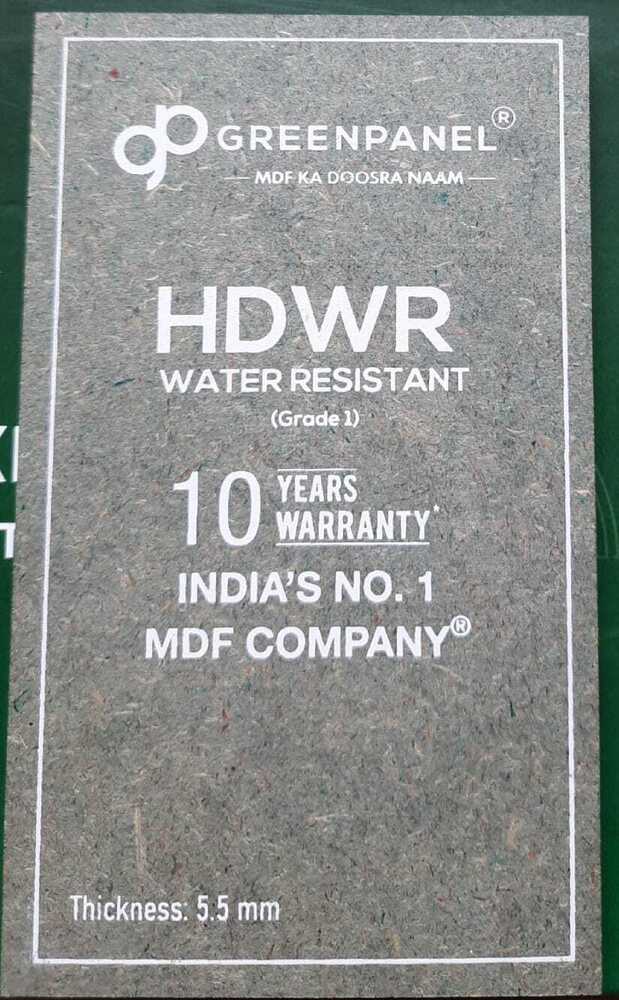 gp GREENPANEL®
MDF KA DOOSRA NAAM
HDWR
WATER RESISTANT
(Grade 1)
10 YEARS
WARRANTY*
INDIA'S NO. 1
MDF COMPANY®
Thickness: 5.5 mm